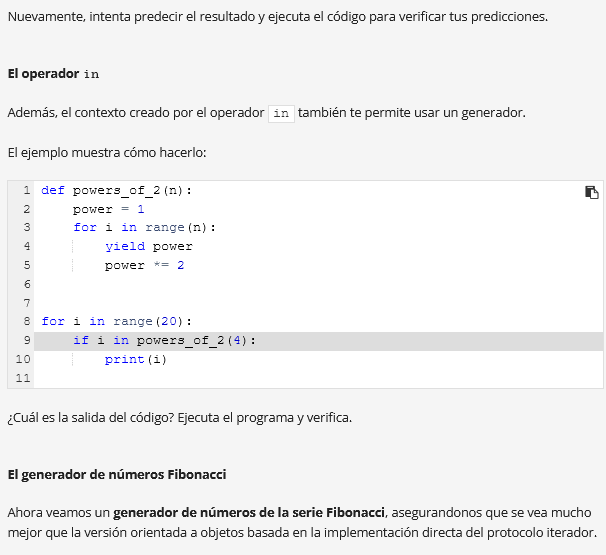 Nuevamente, intenta predecir el resultado y ejecuta el código para verificar tus predicciones.
El operador in
Además, el contexto creado por el operador in también te permite usar un generador.
El ejemplo muestra cómo hacerlo:
1 def powers_of_2(n):
2     power = 1
3     for i in range(n):
4         yield power
5         power *= 2
6
7
8 for i in range(20):
9     if i in powers_of_2(4):
10         print(i)
11
¿Cuál es la salida del código? Ejecuta el programa y verifica.
El generador de números Fibonacci
Ahora veamos un generador de números de la serie Fibonacci, asegurandonos que se vea mucho
mejor que la versión orientada a objetos basada en la implementación directa del protocolo iterador.